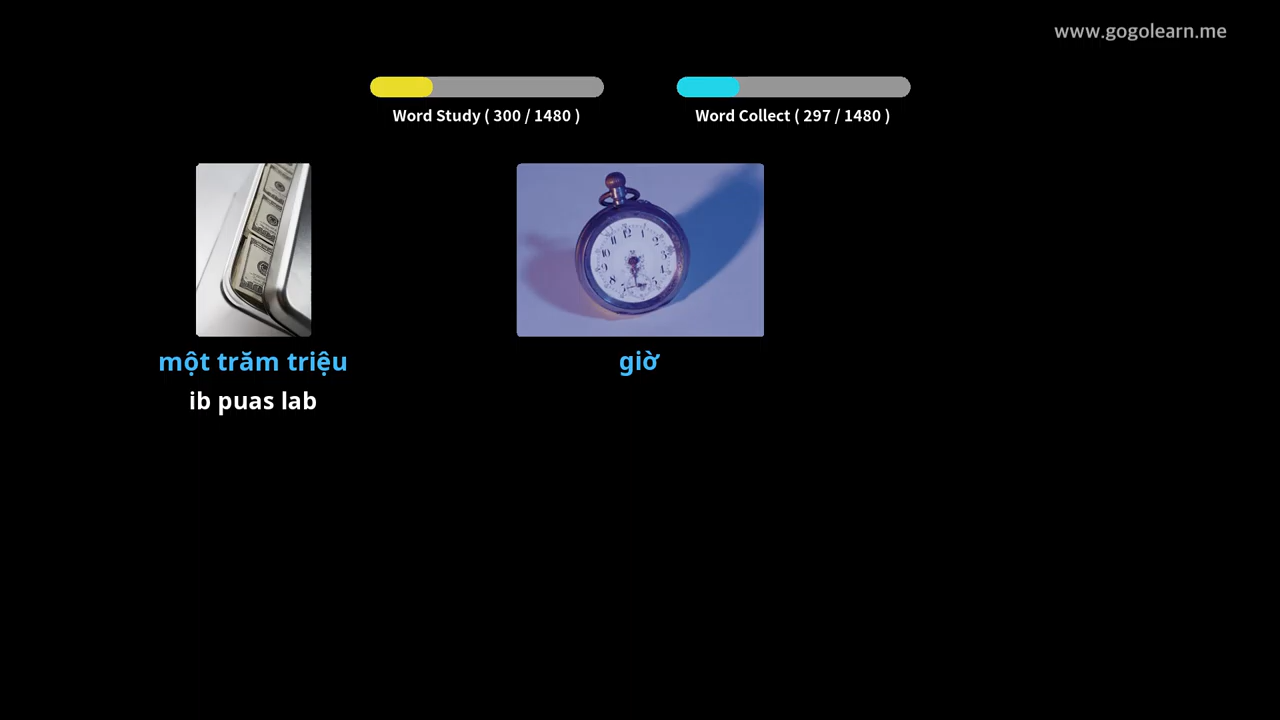 www.gogolearn.me
Word Study ( 300 / 1480 )
Word Collect ( 297 / 1480 )
một trăm triệu
ib puas lab
giờ